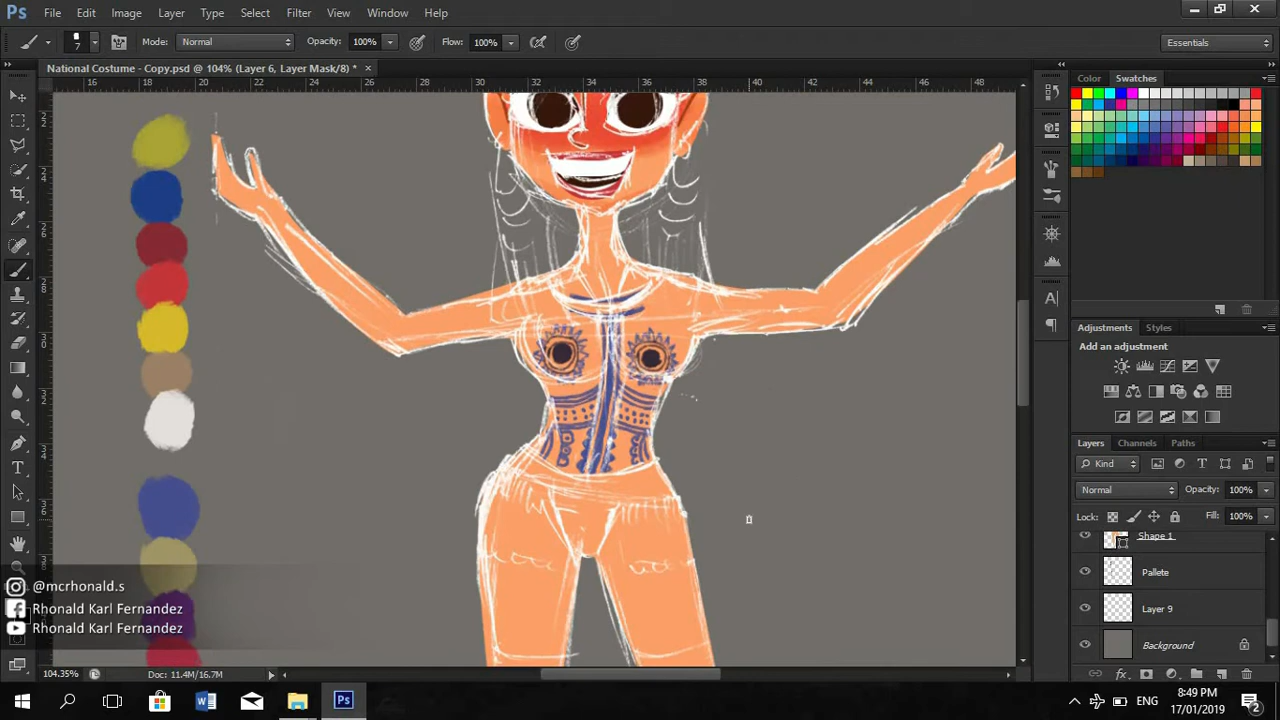 Ps File Edit Image Layer Type Select Filter View Window Help
7 Mode: Normal Opacity: 100% Flow: 100% Essentials
National Costume - Copy.psd @ 104% (Layer 6, Layer Mask/8) * ×
16 18 20 22 24 26 28 30 32 34 36 38 40 42 44 46 48
Color Swatches
Adjustments Styles
Add an adjustment
Layers Channels Paths
Kind
Normal Opacity: 100%
Lock: Fill: 100%
Shape 1
Pallete
Layer 9
Background
@mcrhonald.s
Rhonald Karl Fernandez
Rhonald Karl Fernandez
104.35% Doc: 11.4M/16.7M
ENG 8:49 PM
17/01/2019 2